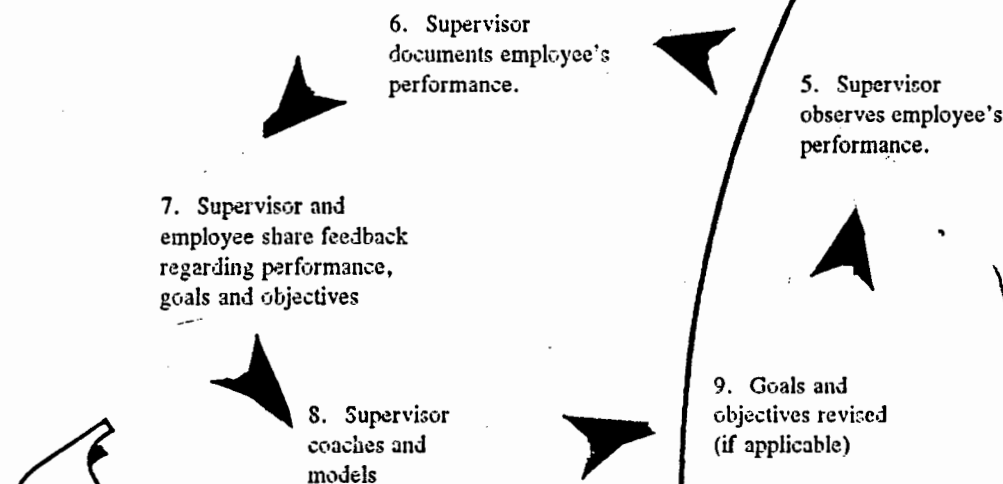 6. Supervisor
documents employee's
performance.
5. Supervisor
observes employee's
performance.
7. Supervisor and
employee share feedback
regarding performance,
goals and objectives
8. Supervisor
coaches and
models
9. Goals and
objectives revised
(if applicable)